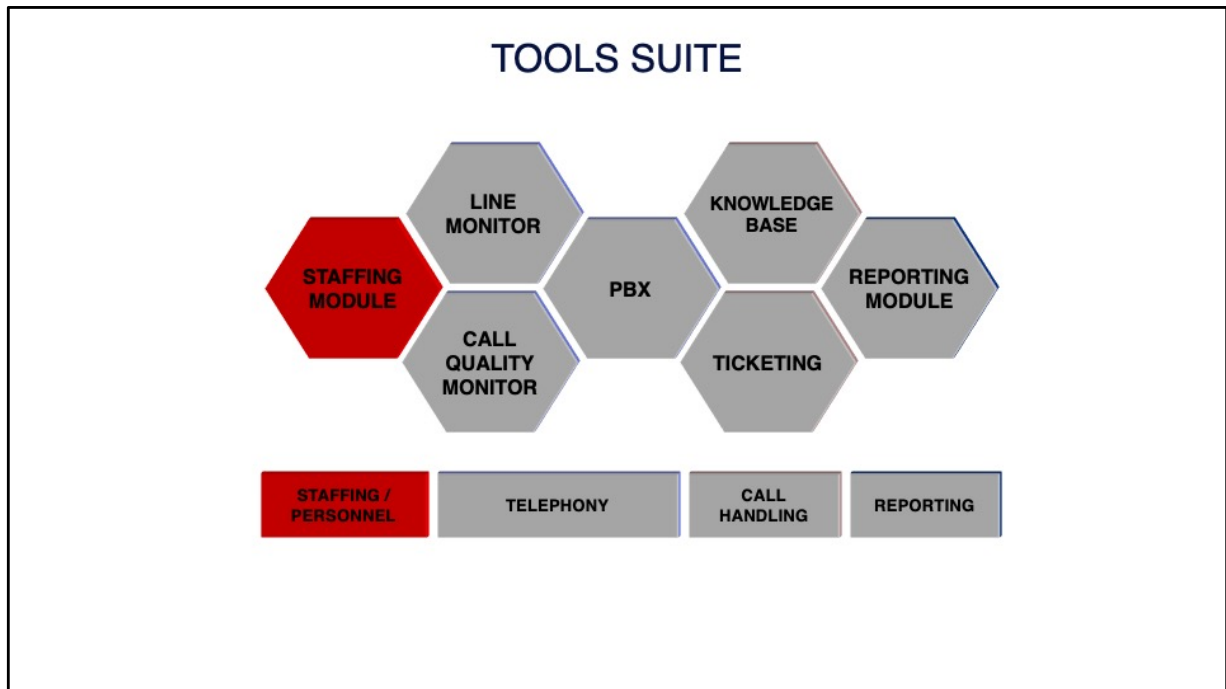 TOOLS SUITE
LINE
MONITOR
KNOWLEDGE
BASE
STAFFING
MODULE
PBX
REPORTING
MODULE
CALL
QUALITY
MONITOR
TICKETING
STAFFING /
PERSONNEL
TELEPHONY
CALL
HANDLING
REPORTING